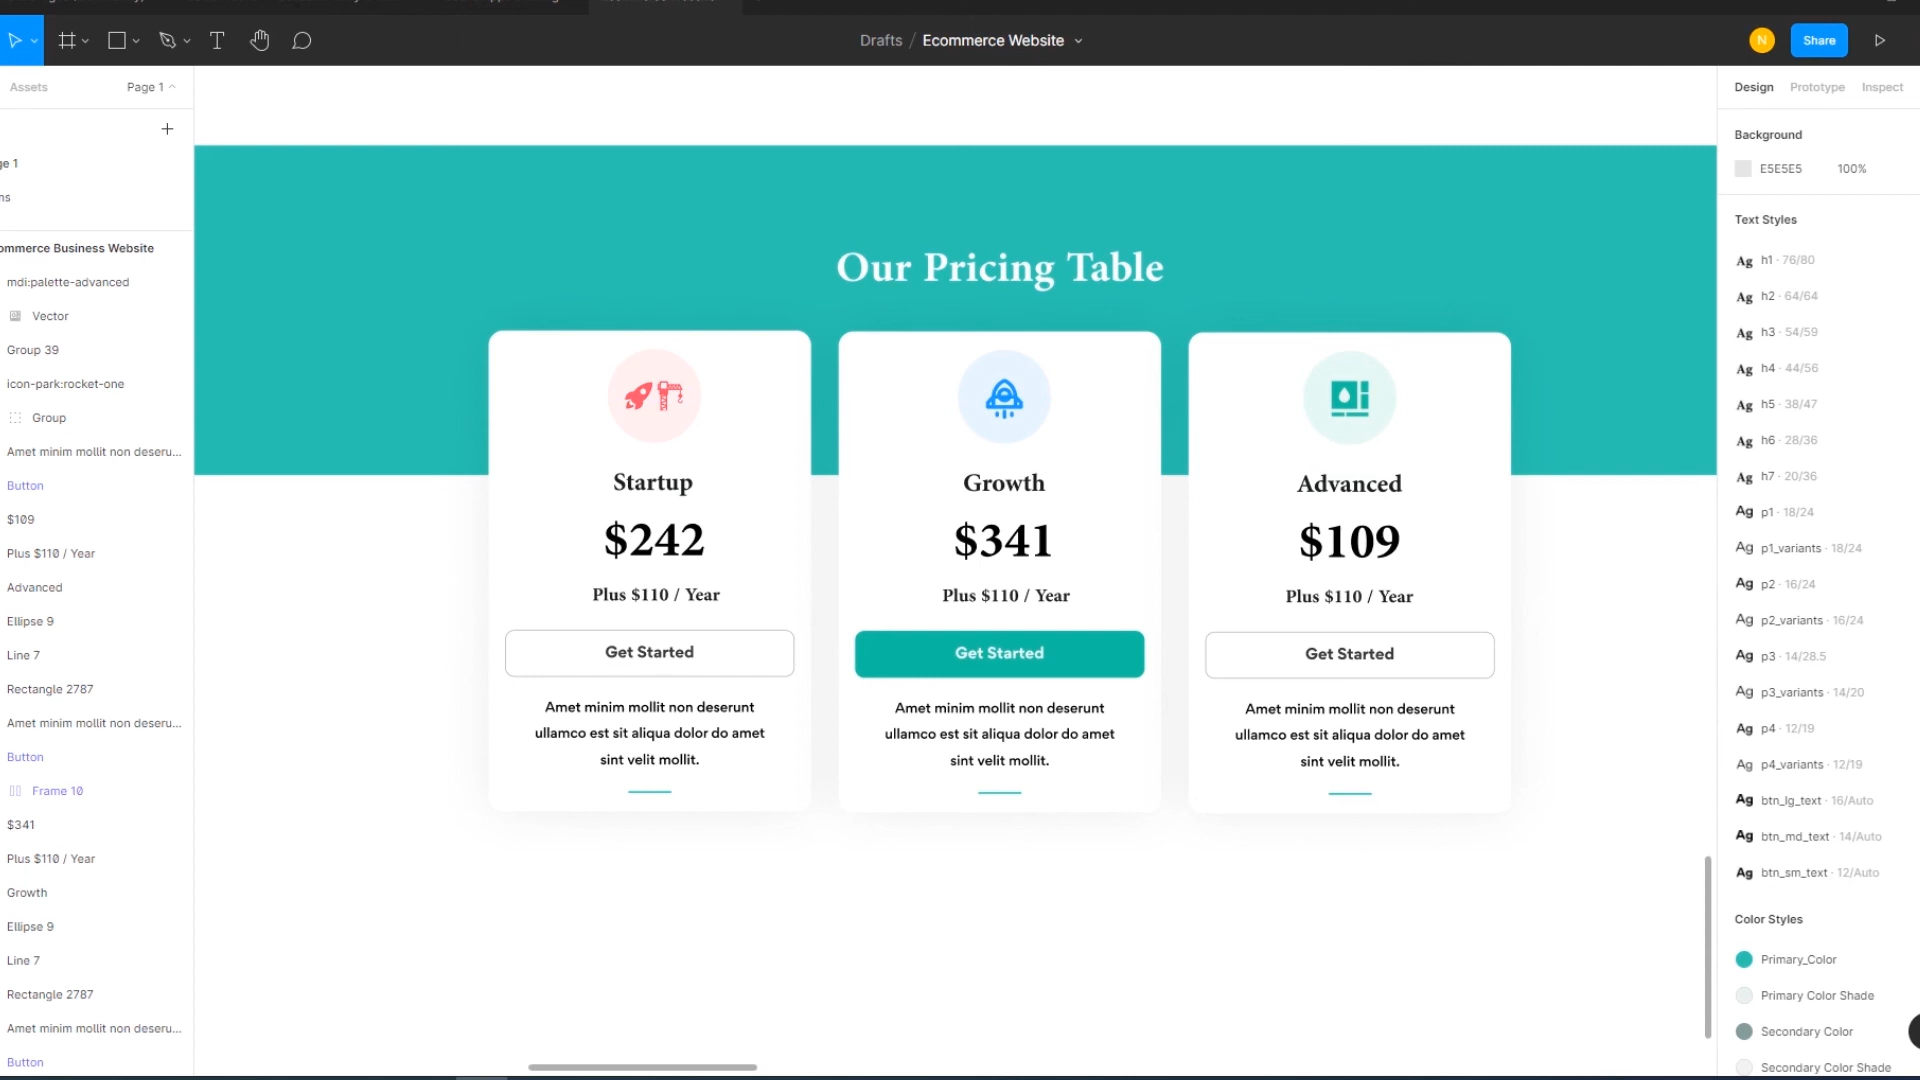 Drafts / Ecommerce Website
N
Share
Assets
Page 1
ge 1
ns
ommerce Business Website
mdi:palette-advanced
Vector
Group 39
icon-park:rocket-one
Group
Amet minim mollit non deseru...
Button
$109
Plus $110 / Year
Advanced
Ellipse 9
Line 7
Rectangle 2787
Amet minim mollit non deseru...
Button
Frame 10
$341
Plus $110 / Year
Growth
Ellipse 9
Line 7
Rectangle 2787
Amet minim mollit non deseru...
Button
Our Pricing Table
Startup
$242
Plus $110 / Year
Get Started
Amet minim mollit non deserunt
ullamco est sit aliqua dolor do amet
sint velit mollit.
Growth
$341
Plus $110 / Year
Get Started
Amet minim mollit non deserunt
ullamco est sit aliqua dolor do amet
sint velit mollit.
Advanced
$109
Plus $110 / Year
Get Started
Amet minim mollit non deserunt
ullamco est sit aliqua dolor do amet
sint velit mollit.
Design Prototype Inspect
Background
E5E5E5 100%
Text Styles
Ag h1 · 76/80
Ag h2 · 64/64
Ag h3 · 54/59
Ag h4 · 44/56
Ag h5 · 38/47
Ag h6 · 28/36
Ag h7 · 20/36
Ag p1 · 18/24
Ag p1_variants · 18/24
Ag p2 · 16/24
Ag p2_variants · 16/24
Ag p3 · 14/28.5
Ag p3_variants · 14/20
Ag p4 · 12/19
Ag p4_variants · 12/19
Ag btn_lg_text · 16/Auto
Ag btn_md_text · 14/Auto
Ag btn_sm_text · 12/Auto
Color Styles
Primary_Color
Primary Color Shade
Secondary Color
Secondary Color Shade